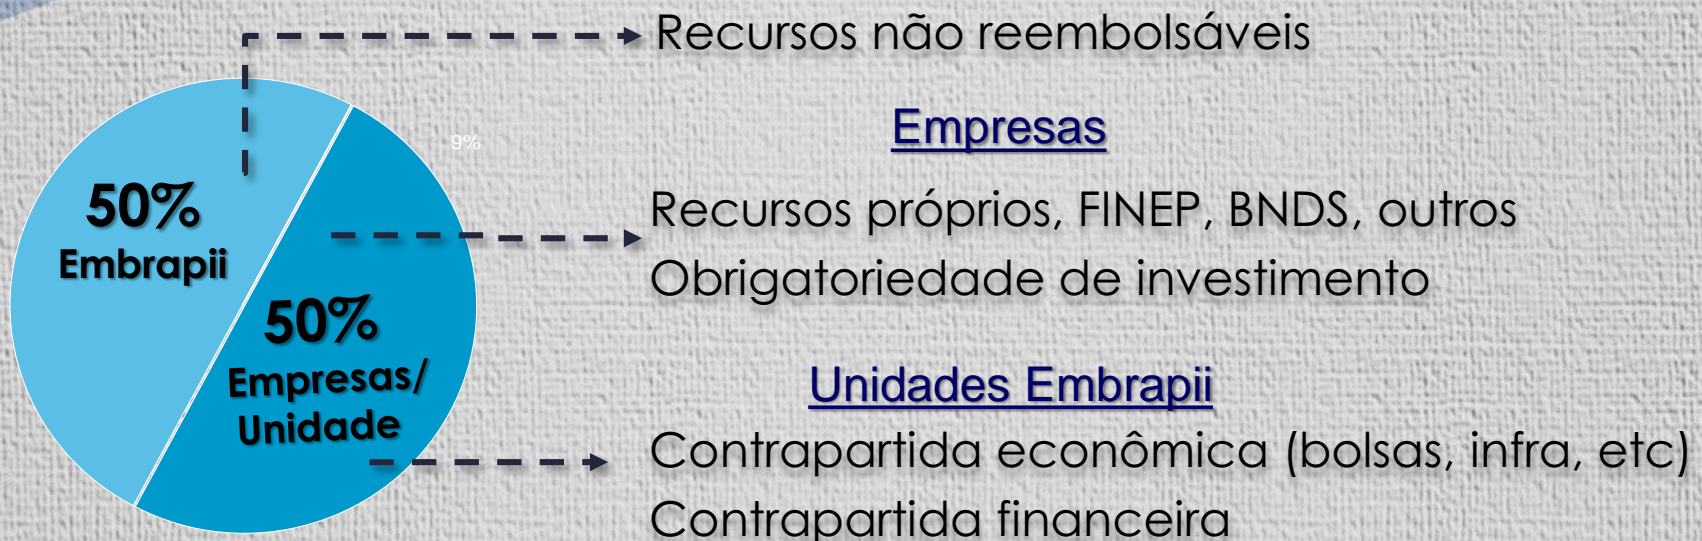 Recursos não reembolsáveis
9%
Empresas
50%
Embrapii
Recursos próprios, FINEP, BNDS, outros
Obrigatoriedade de investimento
50%
Empresas/
Unidade
Unidades Embrapii
Contrapartida econômica (bolsas, infra, etc)
Contrapartida financeira